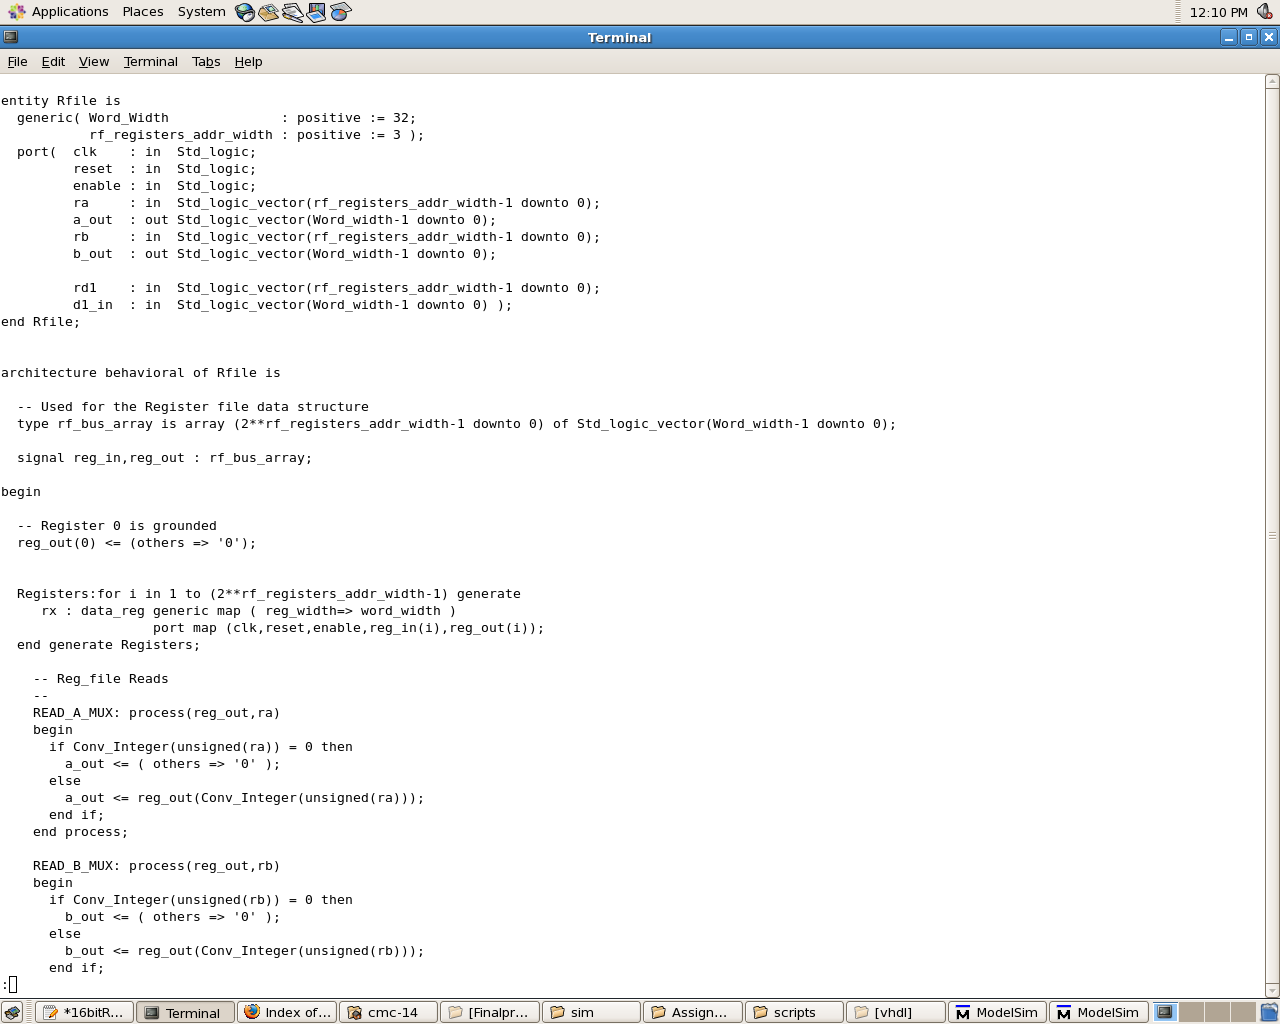 Applications Places System 12:10 PM
Terminal
File Edit View Terminal Tabs Help
entity Rfile is
  generic( Word_Width              : positive := 32;
           rf_registers_addr_width : positive := 3 );
  port(  clk    : in  Std_logic;
         reset  : in  Std_logic;
         enable : in  Std_logic;
         ra     : in  Std_logic_vector(rf_registers_addr_width-1 downto 0);
         a_out  : out Std_logic_vector(Word_width-1 downto 0);
         rb     : in  Std_logic_vector(rf_registers_addr_width-1 downto 0);
         b_out  : out Std_logic_vector(Word_width-1 downto 0);
         rd1    : in  Std_logic_vector(rf_registers_addr_width-1 downto 0);
         d1_in  : in  Std_logic_vector(Word_width-1 downto 0) );
end Rfile;
architecture behavioral of Rfile is
  -- Used for the Register file data structure
  type rf_bus_array is array (2**rf_registers_addr_width-1 downto 0) of Std_logic_vector(Word_width-1 downto 0);
  signal reg_in,reg_out : rf_bus_array;
begin
  -- Register 0 is grounded
  reg_out(0) <= (others => '0');
  Registers:for i in 1 to (2**rf_registers_addr_width-1) generate
     rx : data_reg generic map ( reg_width=> word_width )
                   port map (clk,reset,enable,reg_in(i),reg_out(i));
  end generate Registers;
    -- Reg_file Reads
    --
    READ_A_MUX: process(reg_out,ra)
    begin
      if Conv_Integer(unsigned(ra)) = 0 then
        a_out <= ( others => '0' );
      else
        a_out <= reg_out(Conv_Integer(unsigned(ra)));
      end if;
    end process;
    READ_B_MUX: process(reg_out,rb)
    begin
      if Conv_Integer(unsigned(rb)) = 0 then
        b_out <= ( others => '0' );
      else
        b_out <= reg_out(Conv_Integer(unsigned(rb)));
      end if;
:
*16bitR... Terminal Index of... cmc-14 [Finalpr... sim Assign... scripts [vhdl] ModelSim ModelSim